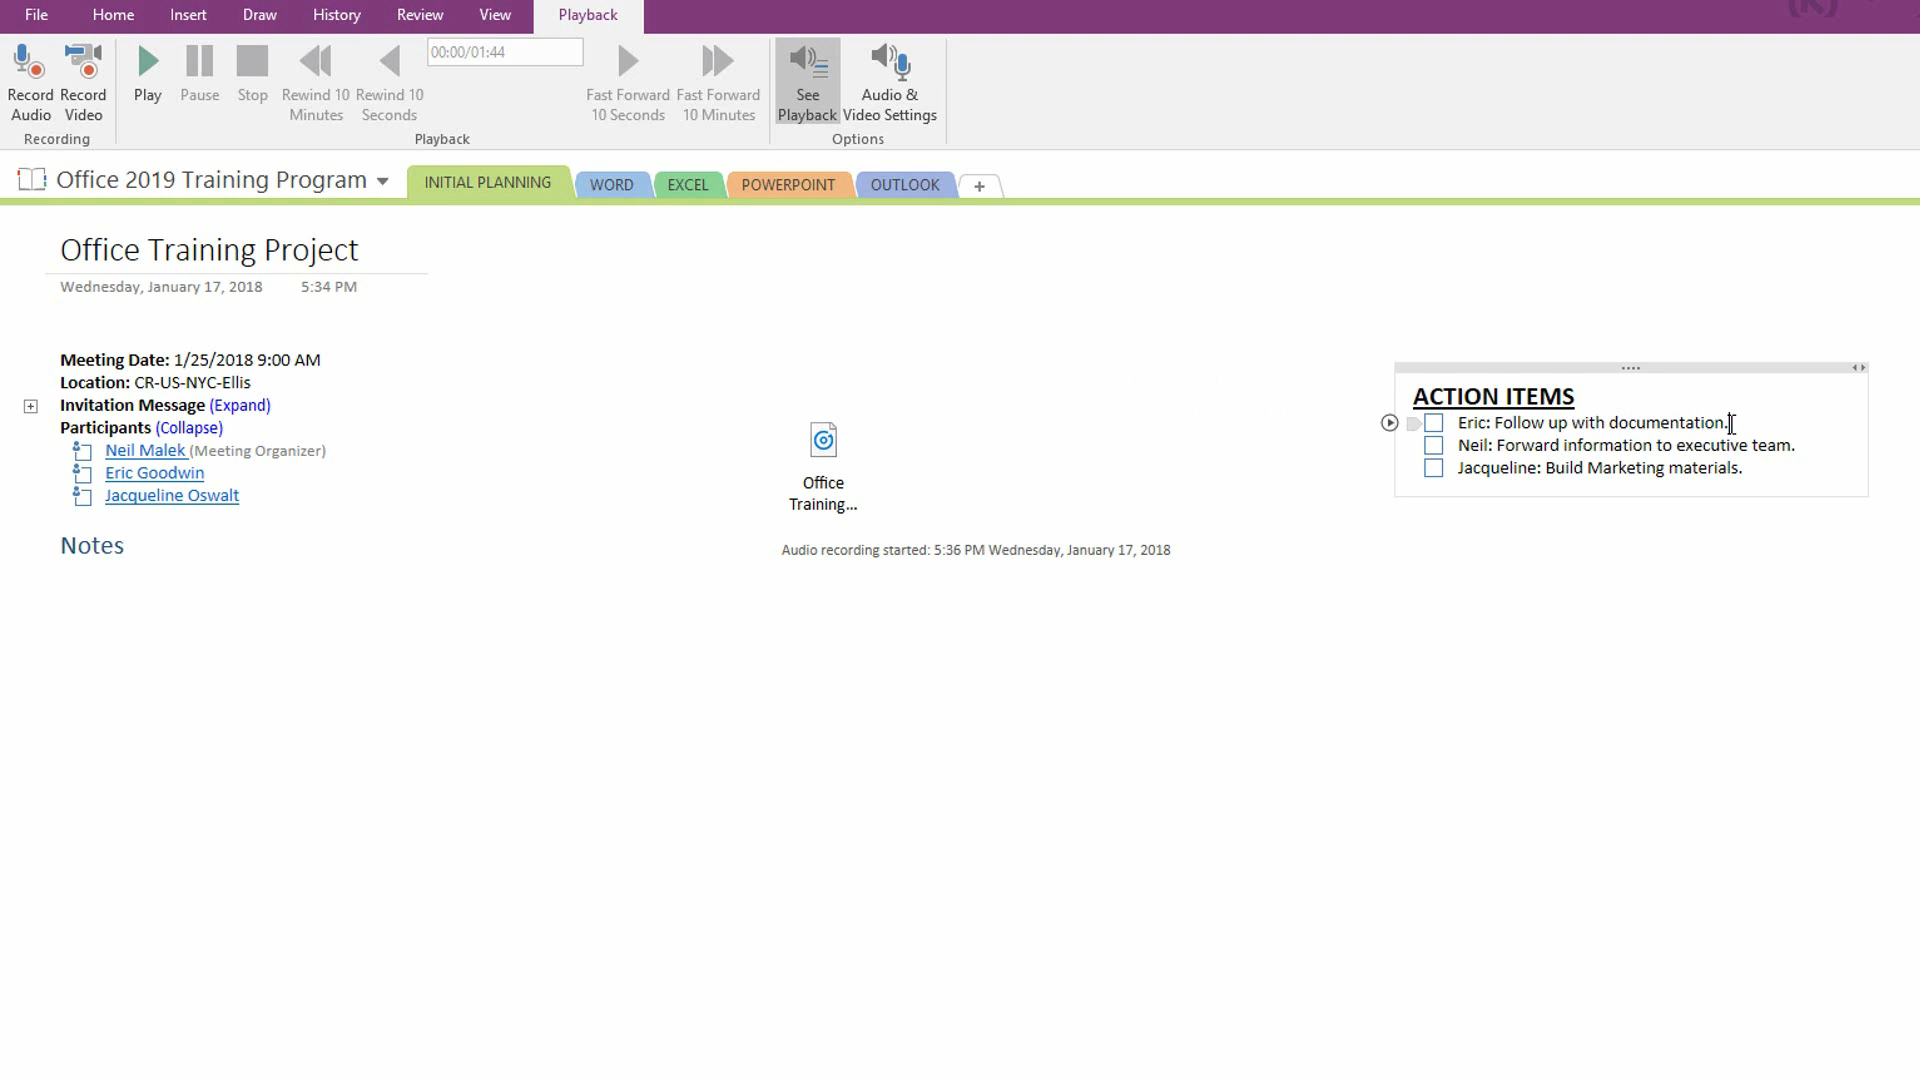 File Home Insert Draw History Review View Playback
00:00/01:44
Record Audio
Record Video
Play
Pause
Stop
Rewind 10 Minutes
Rewind 10 Seconds
Fast Forward 10 Seconds
Fast Forward 10 Minutes
See Playback
Audio & Video Settings
Recording
Playback
Options
Office 2019 Training Program
INITIAL PLANNING WORD EXCEL POWERPOINT OUTLOOK +
Office Training Project
Wednesday, January 17, 2018 5:34 PM
Meeting Date: 1/25/2018 9:00 AM
Location: CR-US-NYC-Ellis
Invitation Message (Expand)
Participants (Collapse)
Neil Malek (Meeting Organizer)
Eric Goodwin
Jacqueline Oswalt
Notes
Office
Training...
Audio recording started: 5:36 PM Wednesday, January 17, 2018
ACTION ITEMS
Eric: Follow up with documentation.
Neil: Forward information to executive team.
Jacqueline: Build Marketing materials.